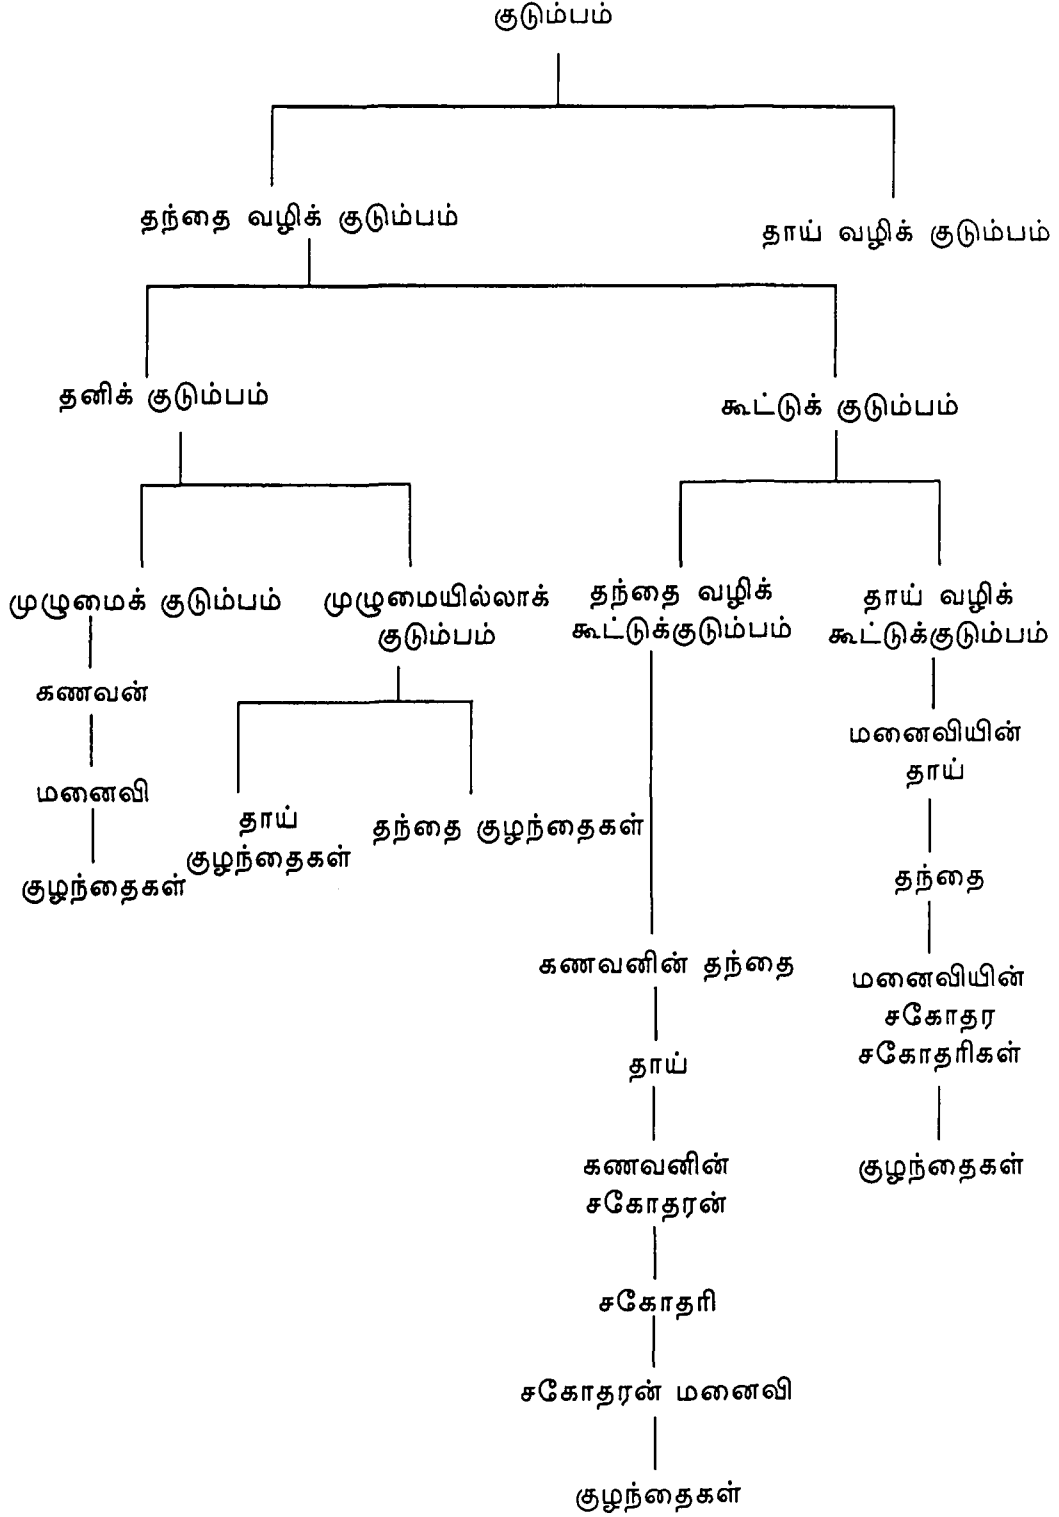 குடும்பம்
தந்தை வழிக் குடும்பம்
தாய் வழிக் குடும்பம்
தனிக் குடும்பம்
கூட்டுக் குடும்பம்
முழுமைக் குடும்பம்
முழுமையில்லாக்
குடும்பம்
தந்தை வழிக்
கூட்டுக்குடும்பம்
தாய் வழிக்
கூட்டுக்குடும்பம்
கணவன்
மனைவி
குழந்தைகள்
தாய்
குழந்தைகள்
தந்தை குழந்தைகள்
கணவனின் தந்தை
தாய்
கணவனின்
சகோதரன்
சகோதரி
சகோதரன் மனைவி
குழந்தைகள்
மனைவியின்
தாய்
தந்தை
மனைவியின்
சகோதர
சகோதரிகள்
குழந்தைகள்